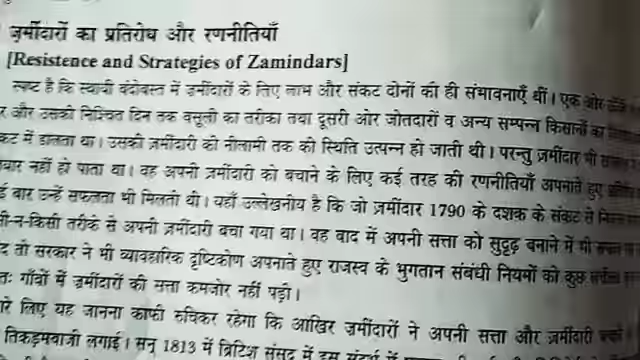 ज़मींदारों का प्रतिरोध और रणनीतियाँ
[Resistence and Strategies of Zamindars]
स्पष्ट है कि स्थायी बंदोबस्त में ज़मींदारों के लिए लाभ और संकट दोनों की ही संभावनाएँ थीं। एक ओर
र और उसकी निश्चित दिन तक वसूली का तरीका तथा दूसरी ओर जोतदारों व अन्य सम्पन्न किसानों का
कट में डालता था। उसकी ज़मींदारी की नीलामी तक की स्थिति उत्पन्न हो जाती थी। परन्तु ज़मींदार भी
यार नहीं हो पाता था। वह अपनी ज़मींदारी को बचाने के लिए कई तरह की रणनीतियाँ अपनाते हुए
ई बार उन्हें सफलता भी मिलती थी। यहाँ उल्लेखनीय है कि जो ज़मींदार 1790 के दशक के संकट से
सी-न-किसी तरीके से अपनी ज़मींदारी बचा गया था। वह बाद में अपनी सत्ता को सुदृढ़ बनाने में भी
द तो सरकार ने भी व्यावहारिक दृष्टिकोण अपनाते हुए राजस्व के भुगतान संबंधी नियमों को कुछ
तः गाँवों में ज़मींदारों की सत्ता कमजोर नहीं पड़ी।
ारे लिए यह जानना काफी रुचिकर रहेगा कि आखिर ज़मींदारों ने अपनी सत्ता और ज़मींदारी
तिकड़मबाजी लगाई। सन् 1813 में ब्रिटिश संसद में इस संदर्भ में